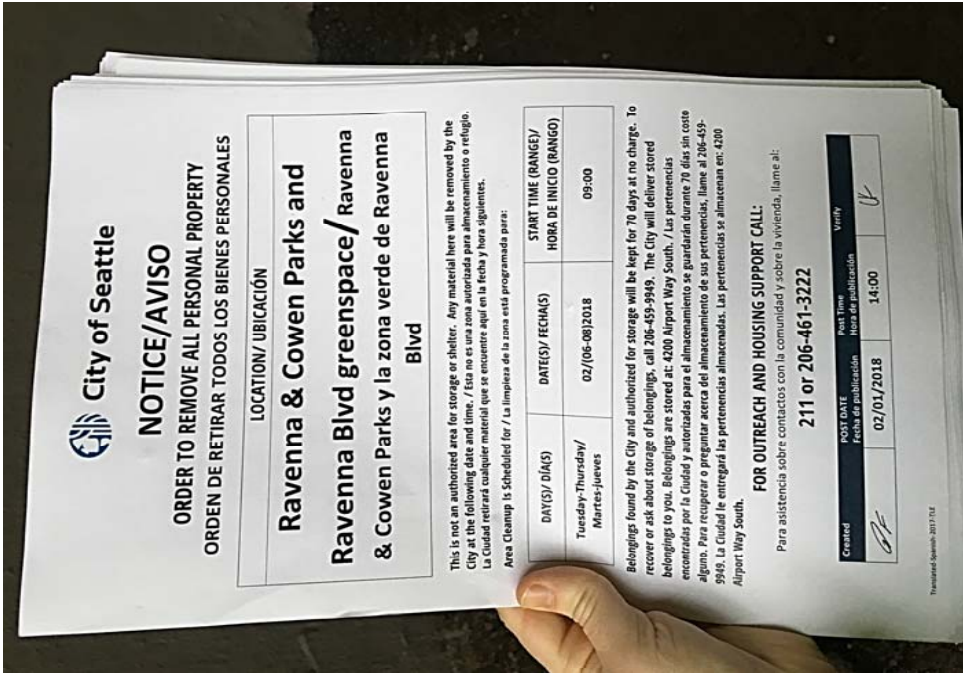 City of Seattle
NOTICE/AVISO
ORDER TO REMOVE ALL PERSONAL PROPERTY
ORDEN DE RETIRAR TODOS LOS BIENES PERSONALES
LOCATION/ UBICACIÓN
Ravenna & Cowen Parks and
Ravenna Blvd greenspace/ Ravenna
& Cowen Parks y la zona verde de Ravenna
Blvd
This is not an authorized area for storage or shelter. Any material here will be removed by the
City at the following date and time. / Esta no es una zona autorizada para almacenamiento o refugio.
La Ciudad retirará cualquier material que se encuentre aquí en la fecha y hora siguientes.
Area Cleanup Is Scheduled for / La limpieza de la zona está programada para:
DAY(S)/ DÍA(S) DATE(S)/ FECHA(S) START TIME (RANGE)/
HORA DE INICIO (RANGO)
Tuesday-Thursday/
Martes-jueves 02/(06-08)2018 09:00
Belongings found by the City and authorized for storage will be kept for 70 days at no charge. To
recover or ask about storage of belongings, call 206-459-9949. The City will deliver stored
belongings to you. Belongings are stored at: 4200 Airport Way South. / Las pertenencias
encontradas por la Ciudad y autorizadas para el almacenamiento se guardarán durante 70 días sin costo
alguno. Para recuperar o preguntar acerca del almacenamiento de sus pertenencias, llame al 206-459-
9949. La Ciudad le entregará las pertenencias almacenadas. Las pertenencias se almacenan en: 4200
Airport Way South.
FOR OUTREACH AND HOUSING SUPPORT CALL:
Para asistencia sobre contactos con la comunidad y sobre la vivienda, llame al:
211 or 206-461-3222
Created POST DATE Post Time Verify
Fecha de publicación Hora de publicación
02/01/2018 14:00
Translated-Spanish-2017-TLE